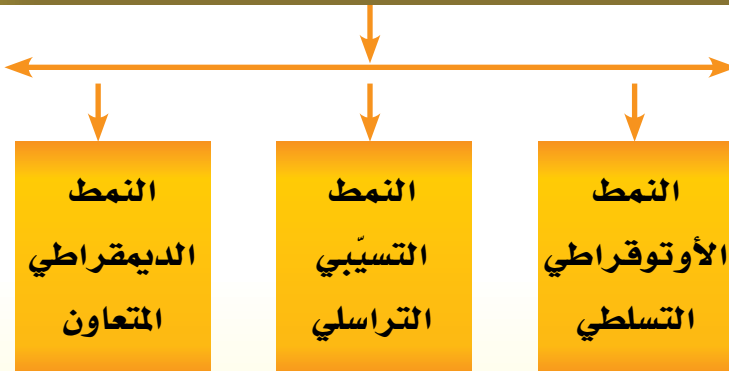 النمط
الأوتوقراطي
التسلطي
النمط
التسيّبي
التراسلي
النمط
الديمقراطي
المتعاون